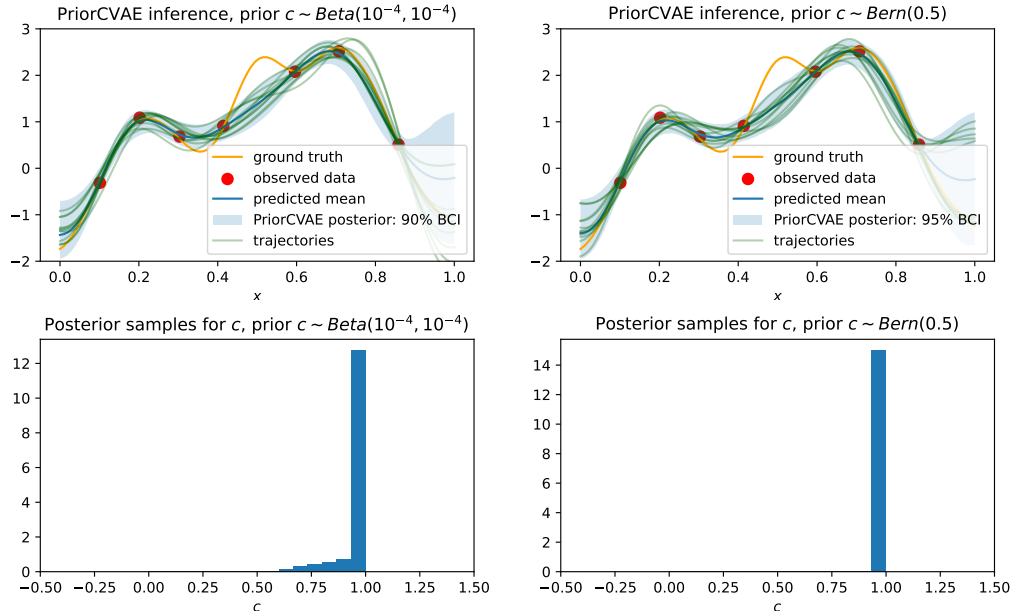 PriorCVAE inference, prior c ~ Beta(10⁻⁴, 10⁻⁴)
3
2
1
0
−1
−2
ground truth
observed data
predicted mean
PriorCVAE posterior: 90% BCI
trajectories
0.0 0.2 0.4 0.6 0.8 1.0
x
PriorCVAE inference, prior c ~ Bern(0.5)
3
2
1
0
−1
−2
ground truth
observed data
predicted mean
PriorCVAE posterior: 95% BCI
trajectories
0.0 0.2 0.4 0.6 0.8 1.0
x
Posterior samples for c, prior c ~ Beta(10⁻⁴, 10⁻⁴)
12
10
8
6
4
2
0
−0.50 −0.25 0.00 0.25 0.50 0.75 1.00 1.25 1.50
c
Posterior samples for c, prior c ~ Bern(0.5)
14
12
10
8
6
4
2
0
−0.50 −0.25 0.00 0.25 0.50 0.75 1.00 1.25 1.50
c